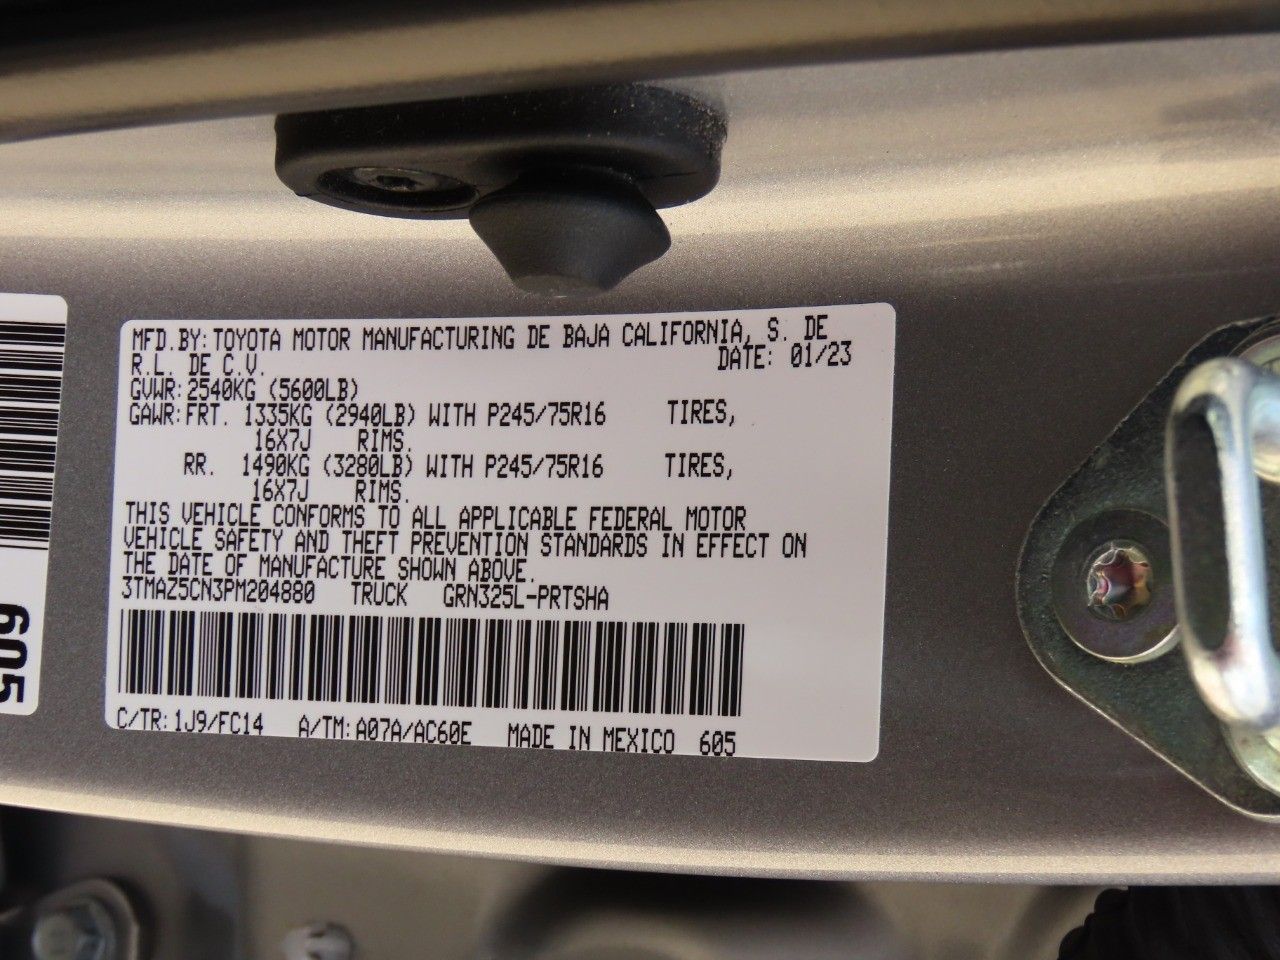 MFD.BY: TOYOTA MOTOR MANUFACTURING DE BAJA CALIFORNIA, S. DE
R.L. DE C.V. DATE: 01/23
GVWR: 2540KG (5600LB)
GAWR: FRT. 1335KG (2940LB) WITH P245/75R16 TIRES,
16X7J RIMS.
RR. 1490KG (3280LB) WITH P245/75R16 TIRES,
16X7J RIMS.
THIS VEHICLE CONFORMS TO ALL APPLICABLE FEDERAL MOTOR
VEHICLE SAFETY AND THEFT PREVENTION STANDARDS IN EFFECT ON
THE DATE OF MANUFACTURE SHOWN ABOVE.
3TMAZ5CN3PM204880 TRUCK GRN325L-PRTSHA
C/TR: 1J9/FC14 A/TM: A07A/AC60E MADE IN MEXICO 605
605